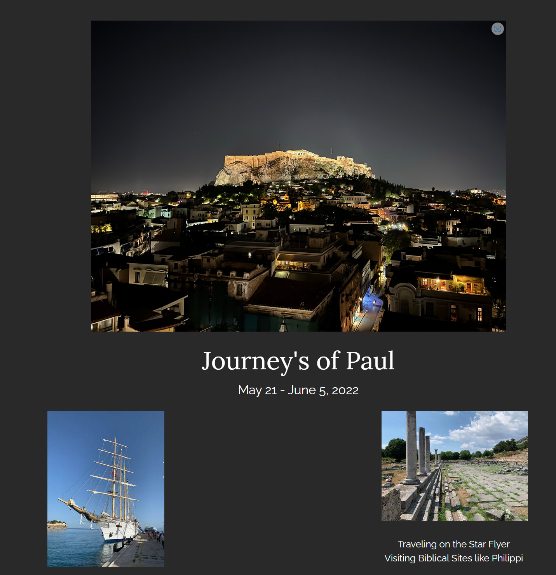 Journey's of Paul
May 21 - June 5, 2022
Traveling on the Star Flyer
Visiting Biblical Sites like Philippi